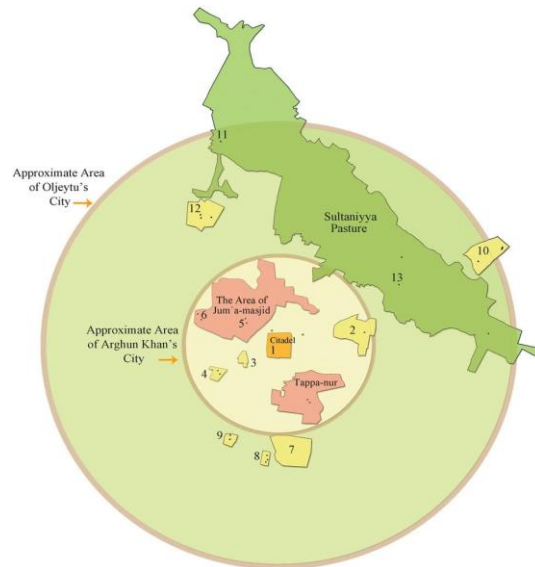 11
Approximate Area
of Oljeytu's
City
12
Sultaniyya
Pasture
10
13
The Area of
Jum'a-masjid
6
5
2
Approximate Area
of Arghun Khan's
City
Citadel
1
3
4
Tappa-nur
9
8
7